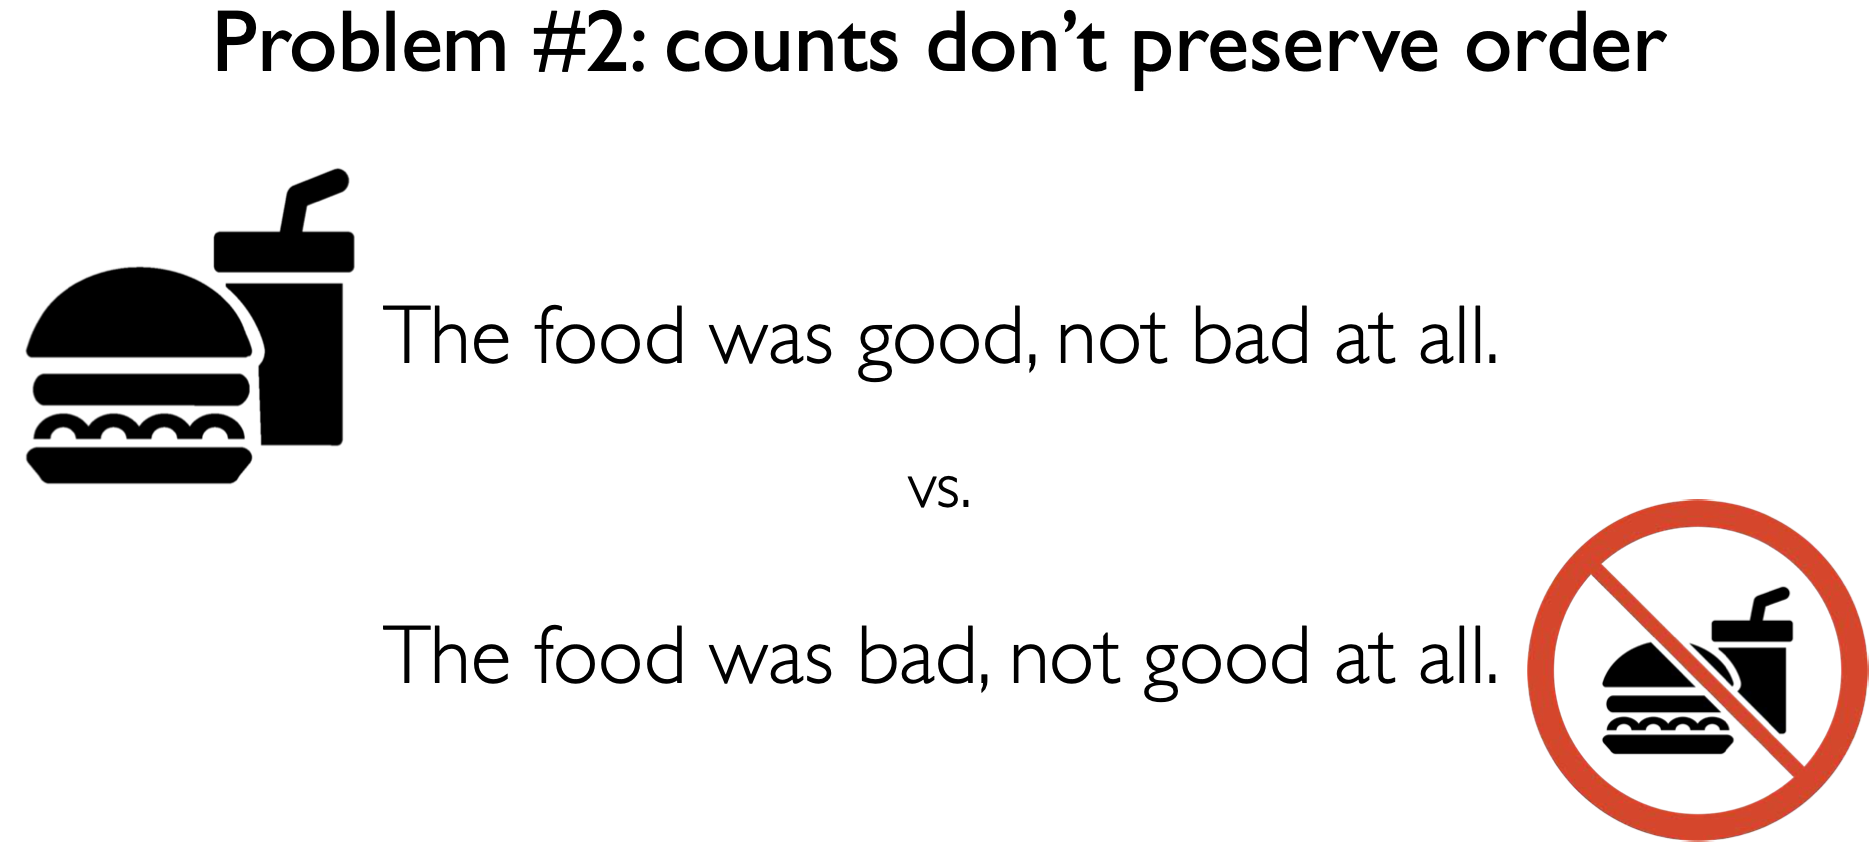 Problem #2: counts don’t preserve order
The food was good, not bad at all.
vs.
The food was bad, not good at all.